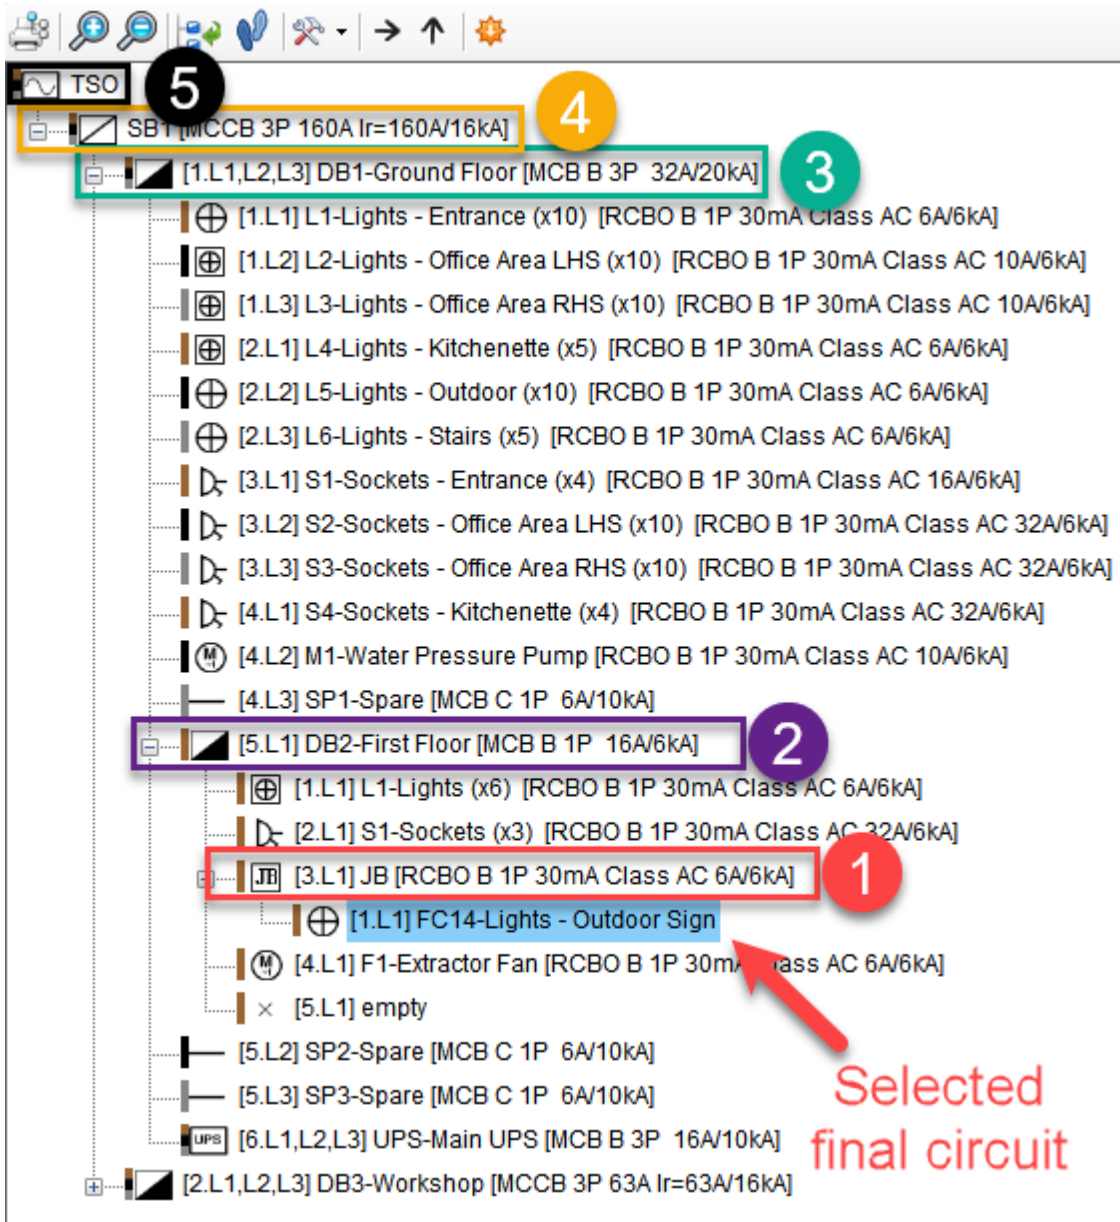 TSO 5
SB1 [MCCB 3P 160A Ir=160A/16kA] 4
[1.L1,L2,L3] DB1-Ground Floor [MCB B 3P 32A/20kA] 3
[1.L1] L1-Lights - Entrance (x10) [RCBO B 1P 30mA Class AC 6A/6kA]
[1.L2] L2-Lights - Office Area LHS (x10) [RCBO B 1P 30mA Class AC 10A/6kA]
[1.L3] L3-Lights - Office Area RHS (x10) [RCBO B 1P 30mA Class AC 10A/6kA]
[2.L1] L4-Lights - Kitchenette (x5) [RCBO B 1P 30mA Class AC 6A/6kA]
[2.L2] L5-Lights - Outdoor (x10) [RCBO B 1P 30mA Class AC 6A/6kA]
[2.L3] L6-Lights - Stairs (x5) [RCBO B 1P 30mA Class AC 6A/6kA]
[3.L1] S1-Sockets - Entrance (x4) [RCBO B 1P 30mA Class AC 16A/6kA]
[3.L2] S2-Sockets - Office Area LHS (x10) [RCBO B 1P 30mA Class AC 32A/6kA]
[3.L3] S3-Sockets - Office Area RHS (x10) [RCBO B 1P 30mA Class AC 32A/6kA]
[4.L1] S4-Sockets - Kitchenette (x4) [RCBO B 1P 30mA Class AC 32A/6kA]
M [4.L2] M1-Water Pressure Pump [RCBO B 1P 30mA Class AC 10A/6kA]
[4.L3] SP1-Spare [MCB C 1P 6A/10kA]
[5.L1] DB2-First Floor [MCB B 1P 16A/6kA] 2
[1.L1] L1-Lights (x6) [RCBO B 1P 30mA Class AC 6A/6kA]
[2.L1] S1-Sockets (x3) [RCBO B 1P 30mA Class AC 32A/6kA]
JB [3.L1] JB [RCBO B 1P 30mA Class AC 6A/6kA] 1
[1.L1] FC14-Lights - Outdoor Sign
M [4.L1] F1-Extractor Fan [RCBO B 1P 30mA Class AC 6A/6kA]
[5.L1] empty
[5.L2] SP2-Spare [MCB C 1P 6A/10kA]
[5.L3] SP3-Spare [MCB C 1P 6A/10kA]
UPS [6.L1,L2,L3] UPS-Main UPS [MCB B 3P 16A/10kA]
[2.L1,L2,L3] DB3-Workshop [MCCB 3P 63A Ir=63A/16kA]
Selected
final circuit